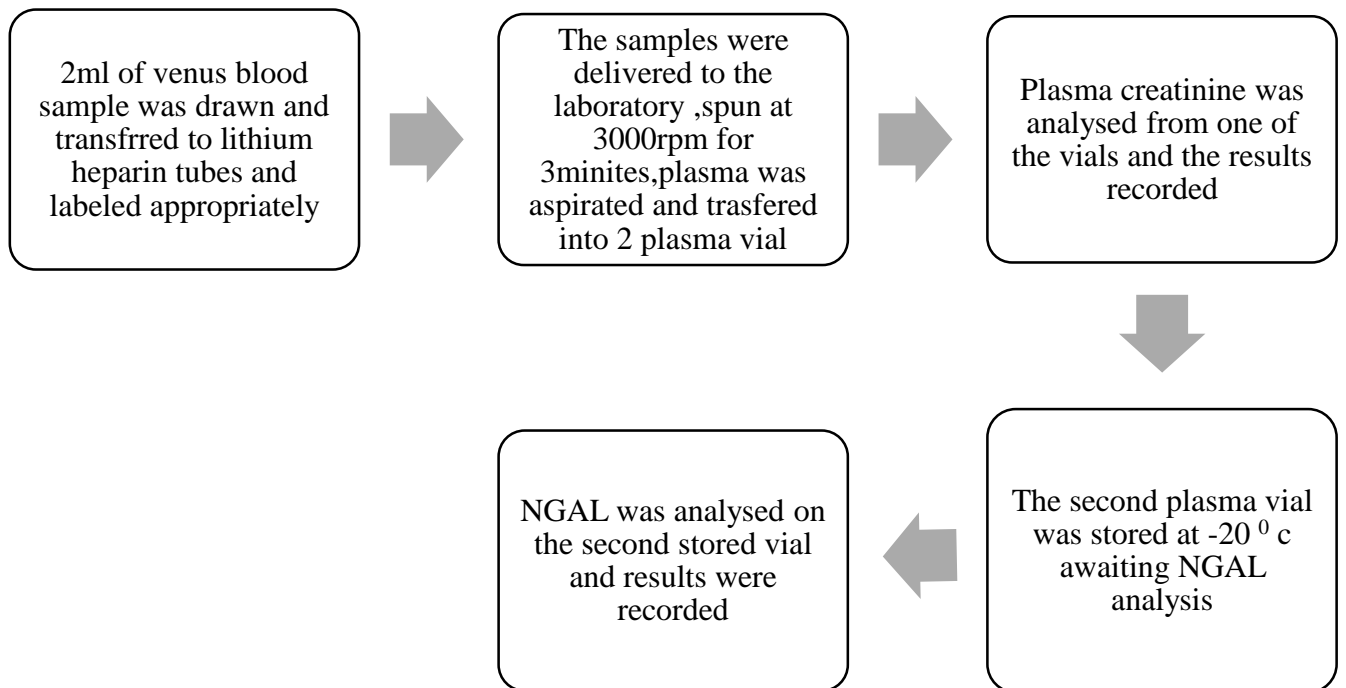 2ml of venus blood
sample was drawn and
transfrred to lithium
heparin tubes and
labeled appropriately
The samples were
delivered to the
laboratory ,spun at
3000rpm for
3minites,plasma was
aspirated and trasfered
into 2 plasma vial
Plasma creatinine was
analysed from one of
the vials and the results
recorded
The second plasma vial
was stored at -20 ⁰ c
awaiting NGAL
analysis
NGAL was analysed on
the second stored vial
and results were
recorded